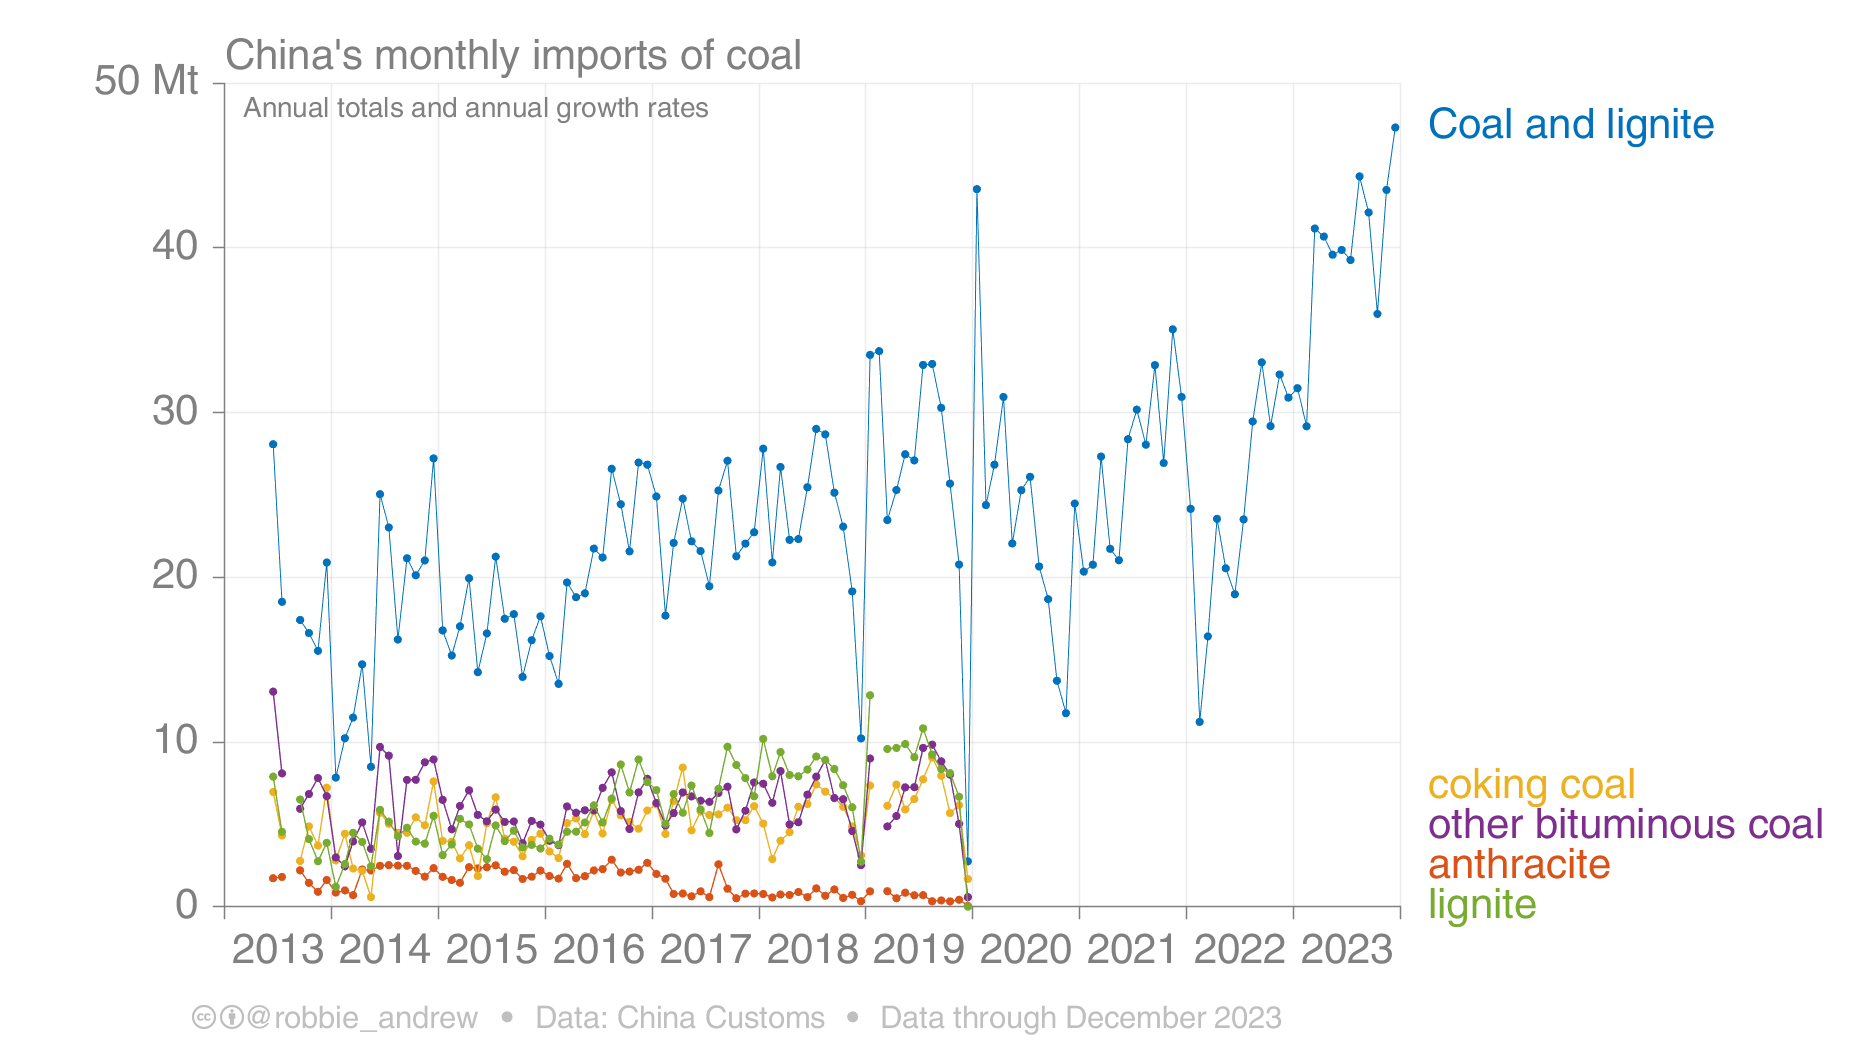 China's monthly imports of coal
50 Mt
Annual totals and annual growth rates
Coal and lignite
40
30
20
10
coking coal
other bituminous coal
anthracite
lignite
0
2013 2014 2015 2016 2017 2018 2019 2020 2021 2022 2023
cc @robbie_andrew • Data: China Customs • Data through December 2023